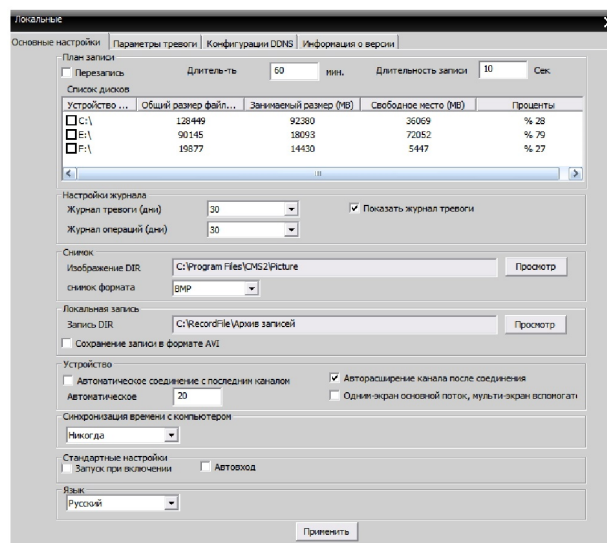 Локальные
Основные настройки Параметры тревоги Конфигурации DDNS Информация о версии
План записи
Перезапись Длитель-ть 60 мин. Длительность записи 10 Сек
Список дисков
Устройство ... Общий размер файл... Занимаемый размер (MB) Свободное место (MB) Проценты
C:\ 128449 92380 36069 % 28
E:\ 90145 18093 72052 % 79
F:\ 19877 14430 5447 % 27
Настройки журнала
Журнал тревоги (дни) 30 Показать журнал тревоги
Журнал операций (дни) 30
Снимок
Изображение DIR C:\Program Files\CMS2\Picture Просмотр
снимок формата BMP
Локальная запись
Запись DIR C:\RecordFile\Архив записей Просмотр
Сохранение записи в формате AVI
Устройство
Автоматическое соединение с последним каналом Авторасширение канала после соединения
Автоматическое 20 Одним-экран основной поток, мульти-экран вспомогат
Синхронизация времени с компьютером
Никогда
Стандартные настройки
Запуск при включении Автовход
Язык
Русский
Применить